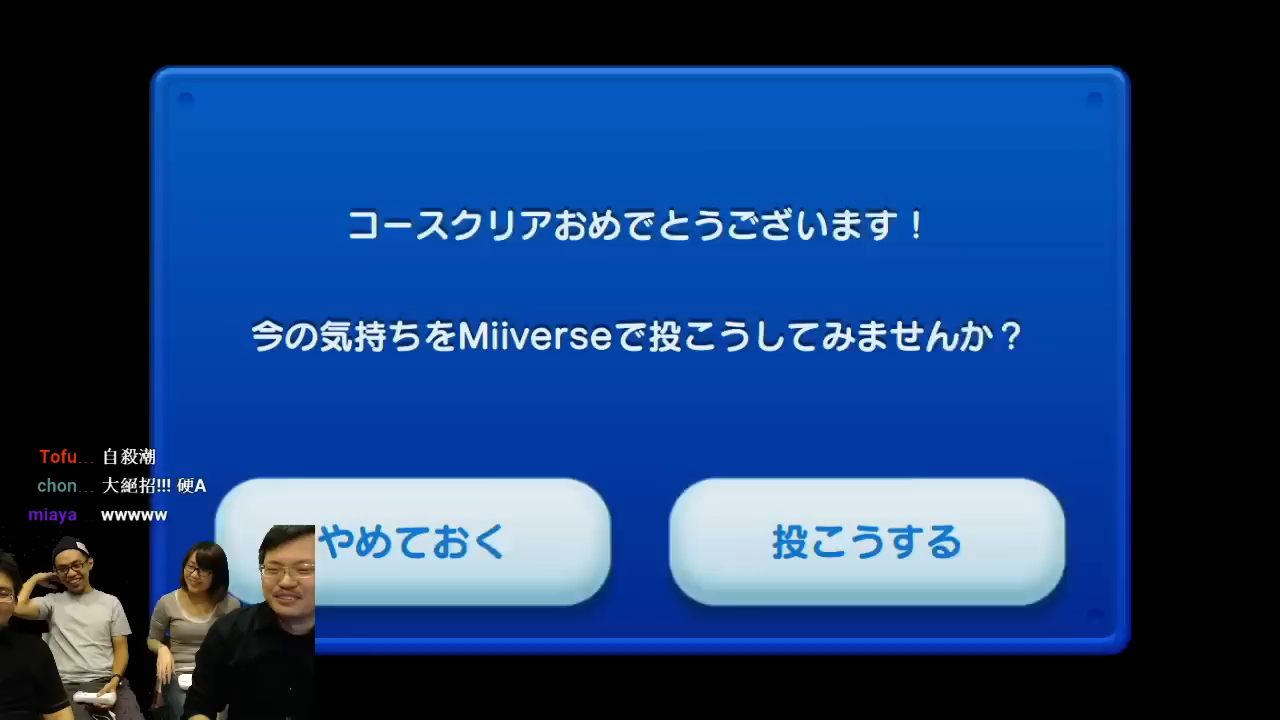 コースクリアおめでとうございます！
今の気持ちをMiiverseで投こうしてみませんか？
Tofu... 自殺潮
chon... 大絕招!!! 硬A
miaya... wwwww
やめておく
投こうする